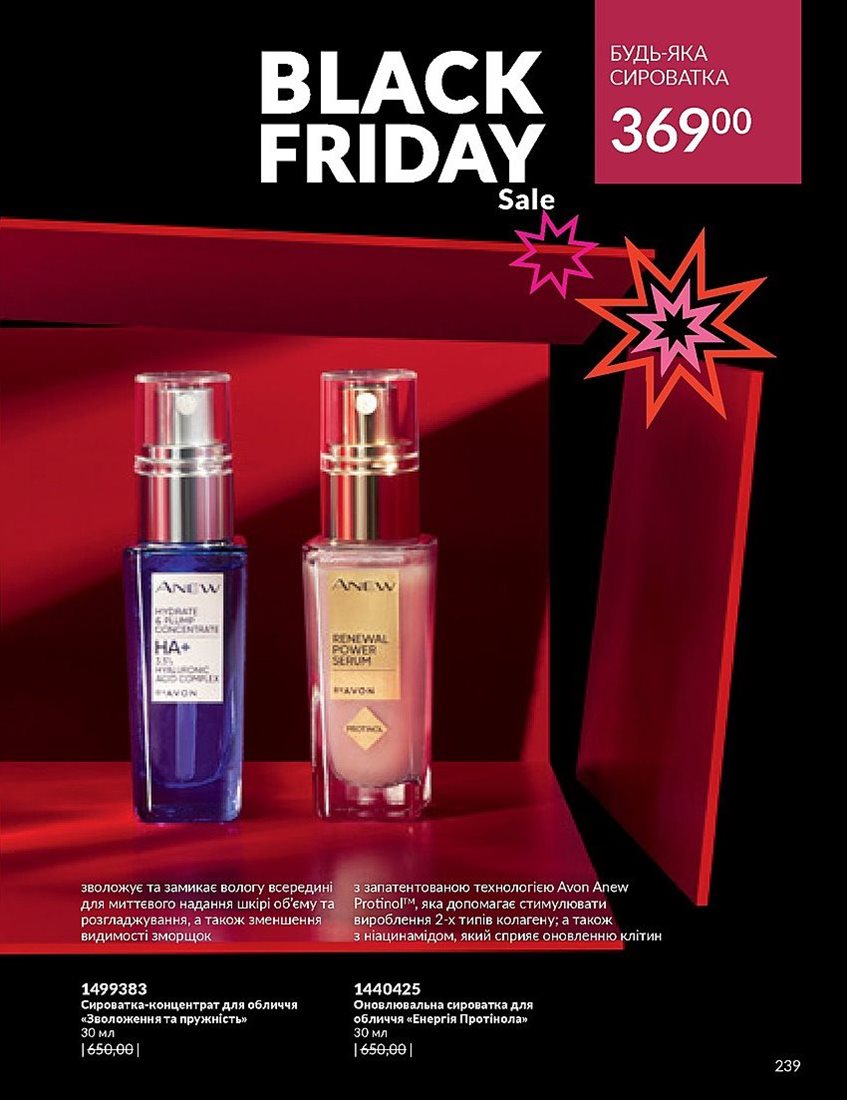 BLACK
FRIDAY
Sale
БУДЬ-ЯКА
СИРОВАТКА
369⁰⁰
ANEW
HYDRATE
& PLUMP
CONCENTRATE
HA+
3.5%
HYALURONIC
ACID COMPLEX
BY AVON
ANEW
RENEWAL
POWER
SERUM
BY AVON
PROTINOL
зволожує та замикає вологу всередині
для миттєвого надання шкірі об’єму та
розгладжування, а також зменшення
видимості зморщок
з запатентованою технологією Avon Anew
Protinol™, яка допомагає стимулювати
вироблення 2-х типів колагену; а також
з ніацинамідом, який сприяє оновленню клітин
1499383
Сироватка-концентрат для обличчя
«Зволоження та пружність»
30 мл
| 650,00 |
1440425
Оновлювальна сироватка для
обличчя «Енергія Протінола»
30 мл
| 650,00 |
239